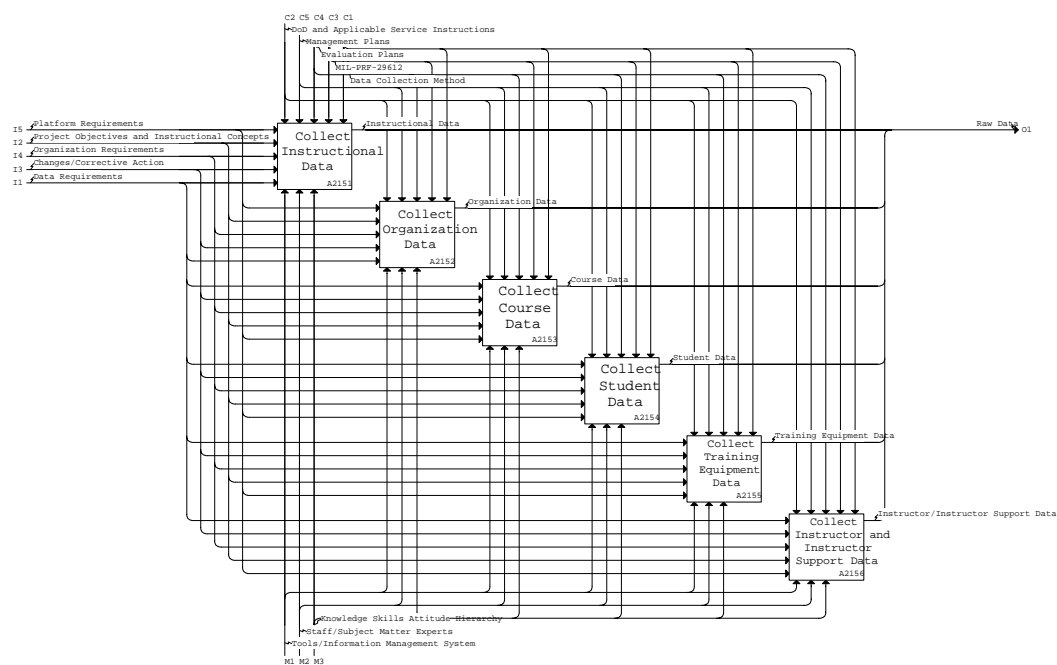 C2 C5 C4 C3 C1
DoD and Applicable Service Instructions
Management Plans
Evaluation Plans
MIL-PRF-29612
Data Collection Method
I5 Platform Requirements
I2 Project Objectives and Instructional Concepts
I4 Organization Requirements
I3 Changes/Corrective Action
I1 Data Requirements
Collect
Instructional
Data
A2151
Instructional Data
Raw Data
O1
Collect
Organization
Data
A2152
Organization Data
Collect
Course
Data
A2153
Course Data
Collect
Student
Data
A2154
Student Data
Collect
Training
Equipment
Data
A2155
Training Equipment Data
Collect
Instructor and
Instructor
Support Data
A2156
Instructor/Instructor Support Data
Knowledge Skills Attitude Hierarchy
Staff/Subject Matter Experts
Tools/Information Management System
M1 M2 M3